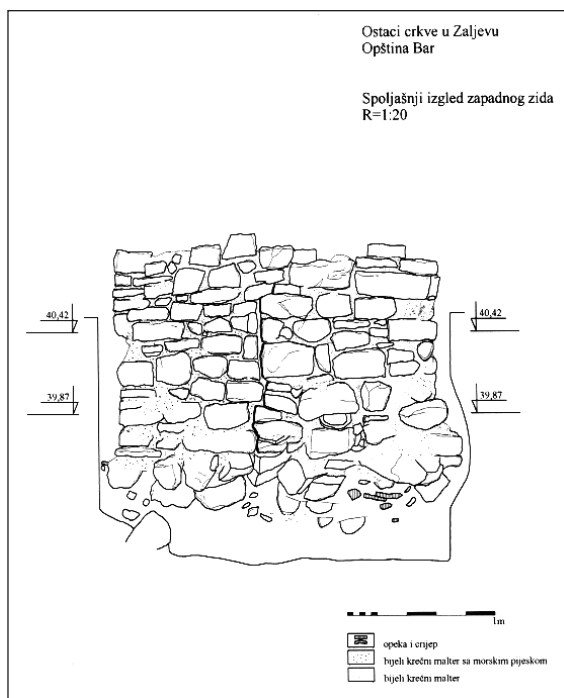 Ostaci crkve u Zaljevu
Opština Bar
Spoljašnji izgled zapadnog zida
R=1:20
40,42
40,42
39,87
39,87
1m
opeka i crijep
bijeli krečni malter sa morskim pijeskom
bijeli krečni malter